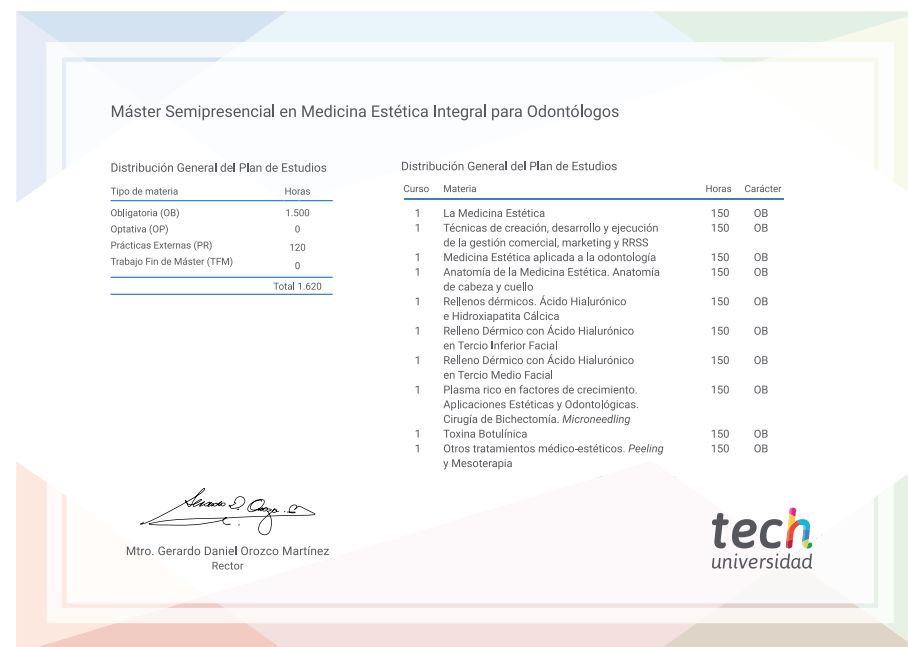 Máster Semipresencial en Medicina Estética Integral para Odontólogos
Distribución General del Plan de Estudios
Tipo de materia Horas
Obligatoria (OB) 1.500
Optativa (OP) 0
Prácticas Externas (PR) 120
Trabajo Fin de Máster (TFM) 0
Total 1.620
Distribución General del Plan de Estudios
Curso Materia Horas Carácter
1 La Medicina Estética 150 OB
1 Técnicas de creación, desarrollo y ejecución 150 OB
de la gestión comercial, marketing y RRSS
1 Medicina Estética aplicada a la odontología 150 OB
1 Anatomía de la Medicina Estética. Anatomía 150 OB
de cabeza y cuello
1 Rellenos dérmicos. Ácido Hialurónico 150 OB
e Hidroxiapatita Cálcica
1 Relleno Dérmico con Ácido Hialurónico 150 OB
en Tercio Inferior Facial
1 Relleno Dérmico con Ácido Hialurónico 150 OB
en Tercio Medio Facial
1 Plasma rico en factores de crecimiento. 150 OB
Aplicaciones Estéticas y Odontológicas.
Cirugía de Bichectomía. Microneedling
1 Toxina Botulínica 150 OB
1 Otros tratamientos médico-estéticos. Peeling 150 OB
y Mesoterapia
Mtro. Gerardo Daniel Orozco Martínez
Rector
tech
universidad